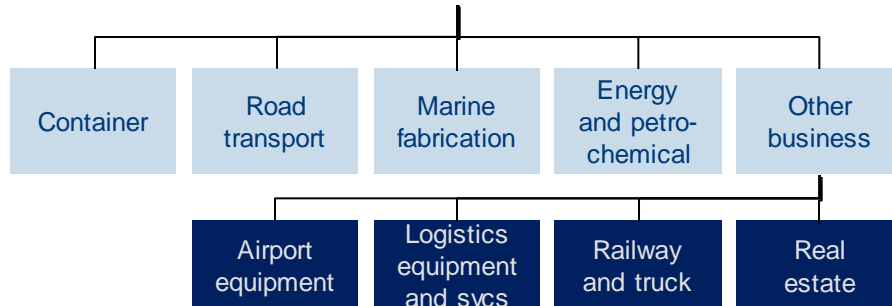 Container
Road
transport
Marine
fabrication
Energy
and petro-
chemical
Other
business
Airport
equipment
Logistics
equipment
and svcs
Railway
and truck
Real
estate